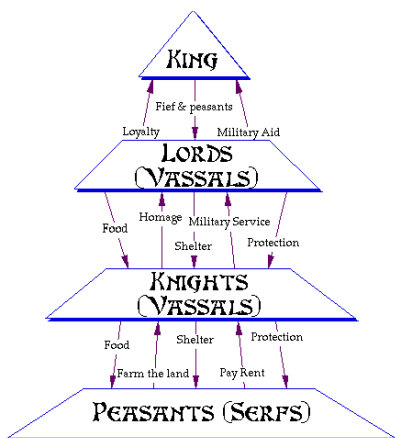 King
Fief & peasants
Loyalty
Military Aid
Lords
(Vassals)
Food
Homage
Military Service
Shelter
Protection
Knights
(Vassals)
Food
Shelter
Protection
Farm the land
Pay Rent
Peasants (Serfs)